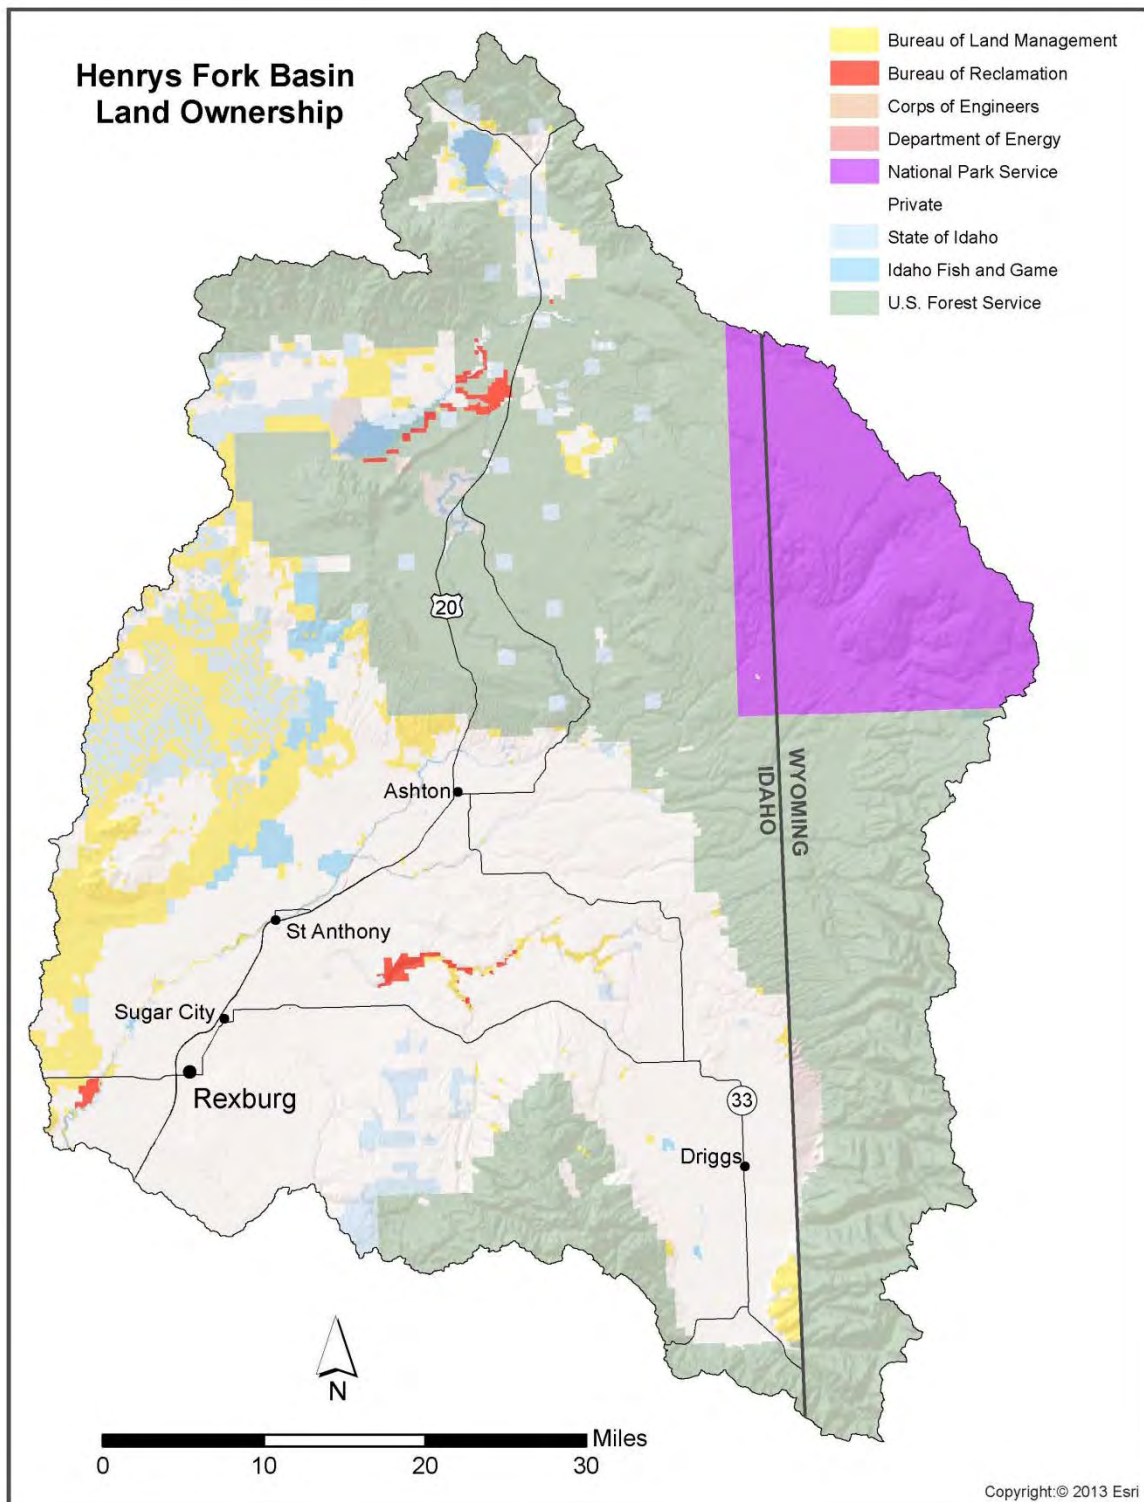 Henrys Fork Basin
Land Ownership
Bureau of Land Management
Bureau of Reclamation
Corps of Engineers
Department of Energy
National Park Service
Private
State of Idaho
Idaho Fish and Game
U.S. Forest Service
20
WYOMING
IDAHO
Ashton
St Anthony
Sugar City
Rexburg
33
Driggs
N
Miles
0 10 20 30
Copyright:© 2013 Esri